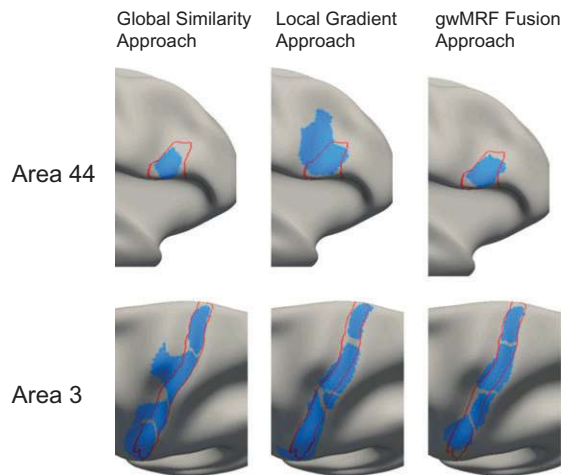 Global Similarity
Approach
Local Gradient
Approach
gwMRF Fusion
Approach
Area 44
Area 3